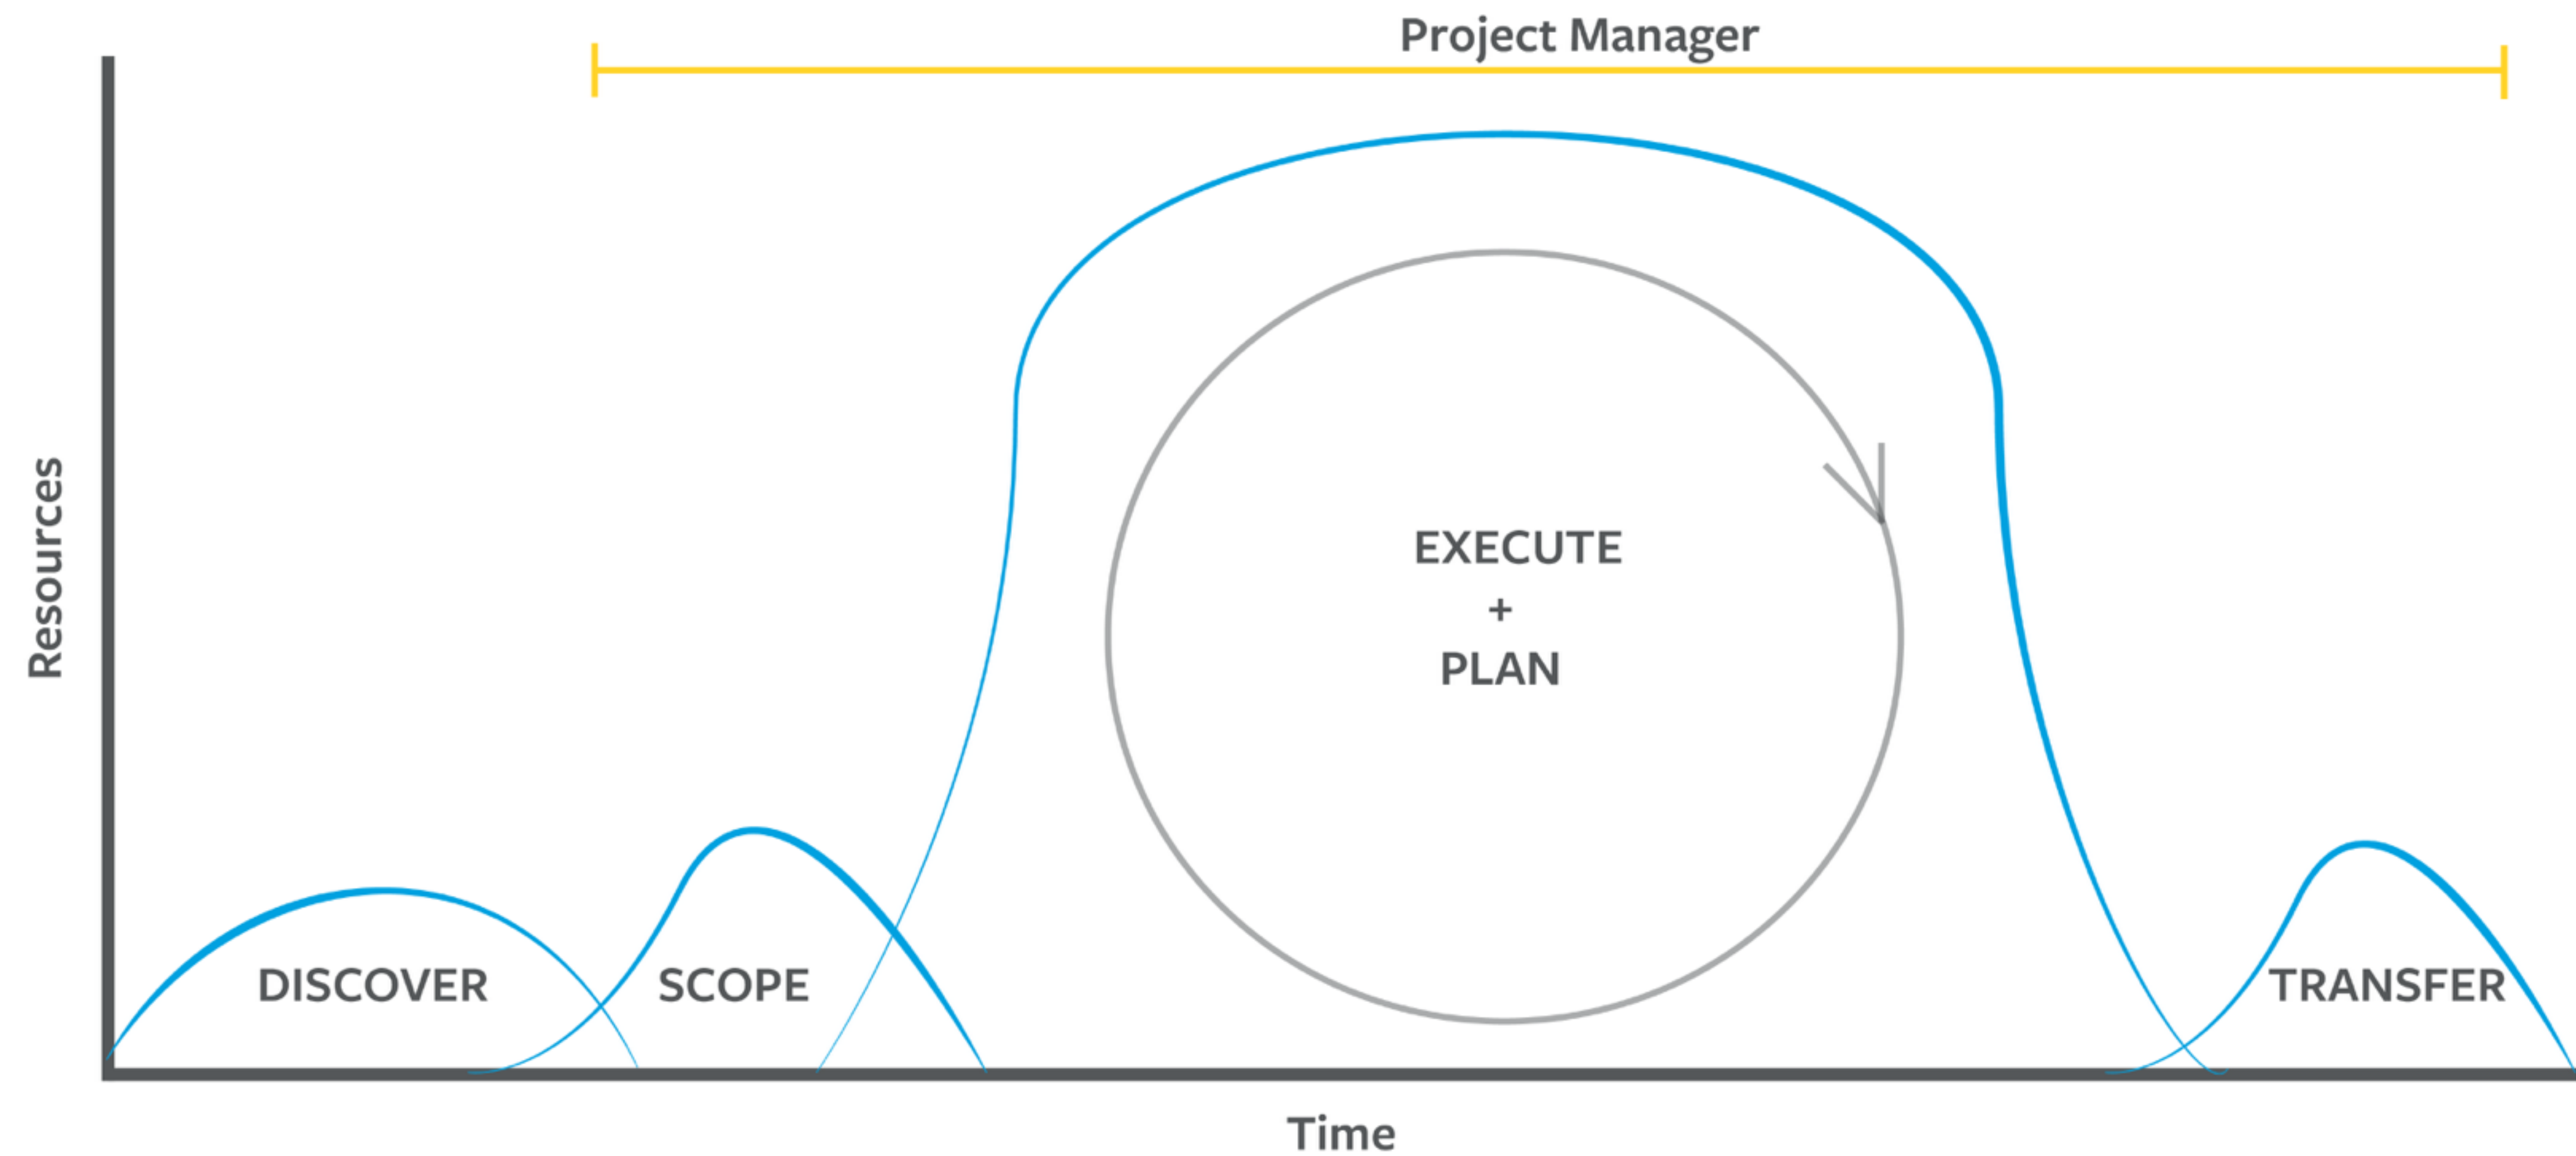 Project Manager
Resources
EXECUTE
+
PLAN
DISCOVER
SCOPE
TRANSFER
Time